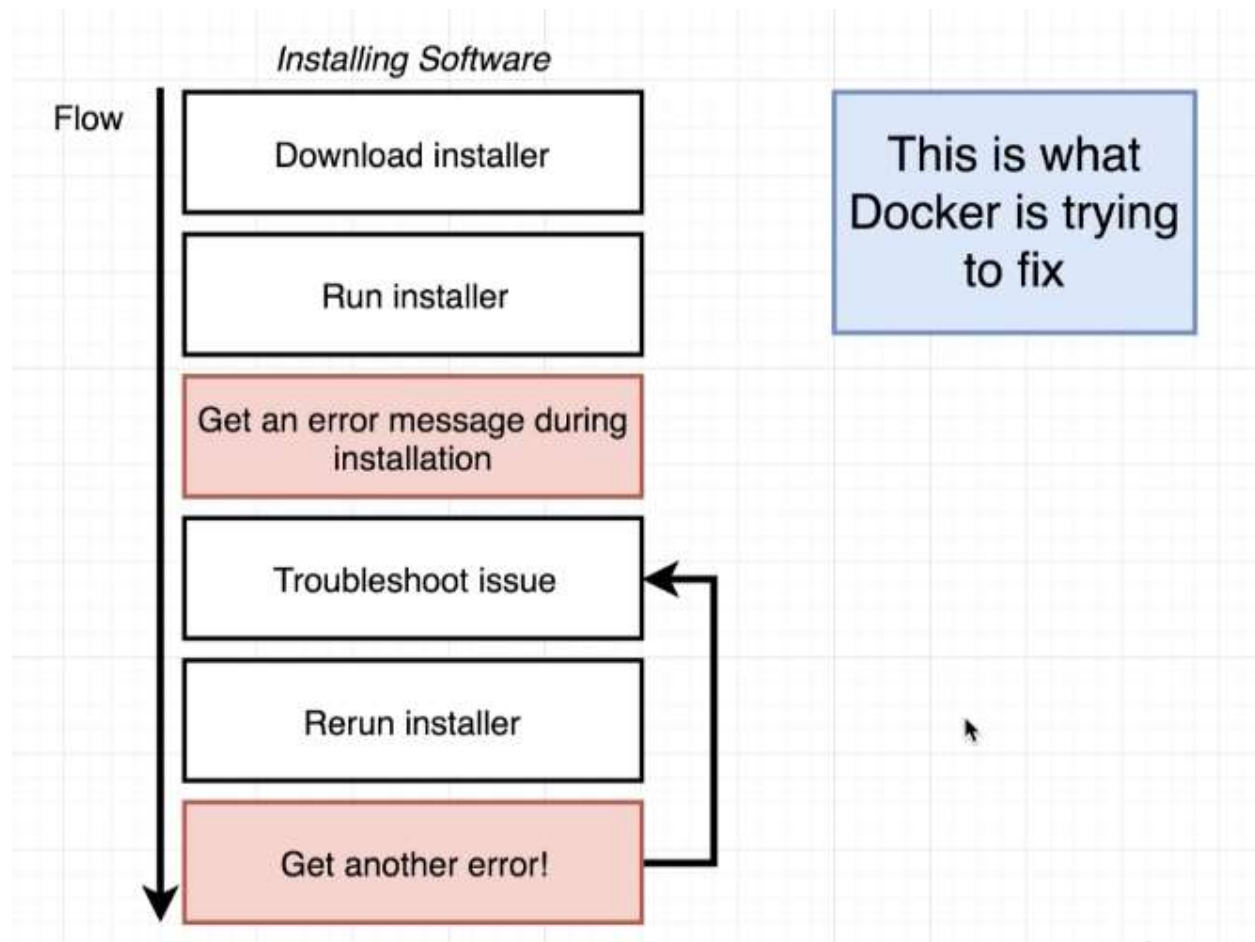 Installing Software
Flow
Download installer
Run installer
Get an error message during
installation
Troubleshoot issue
Rerun installer
Get another error!
This is what
Docker is trying
to fix